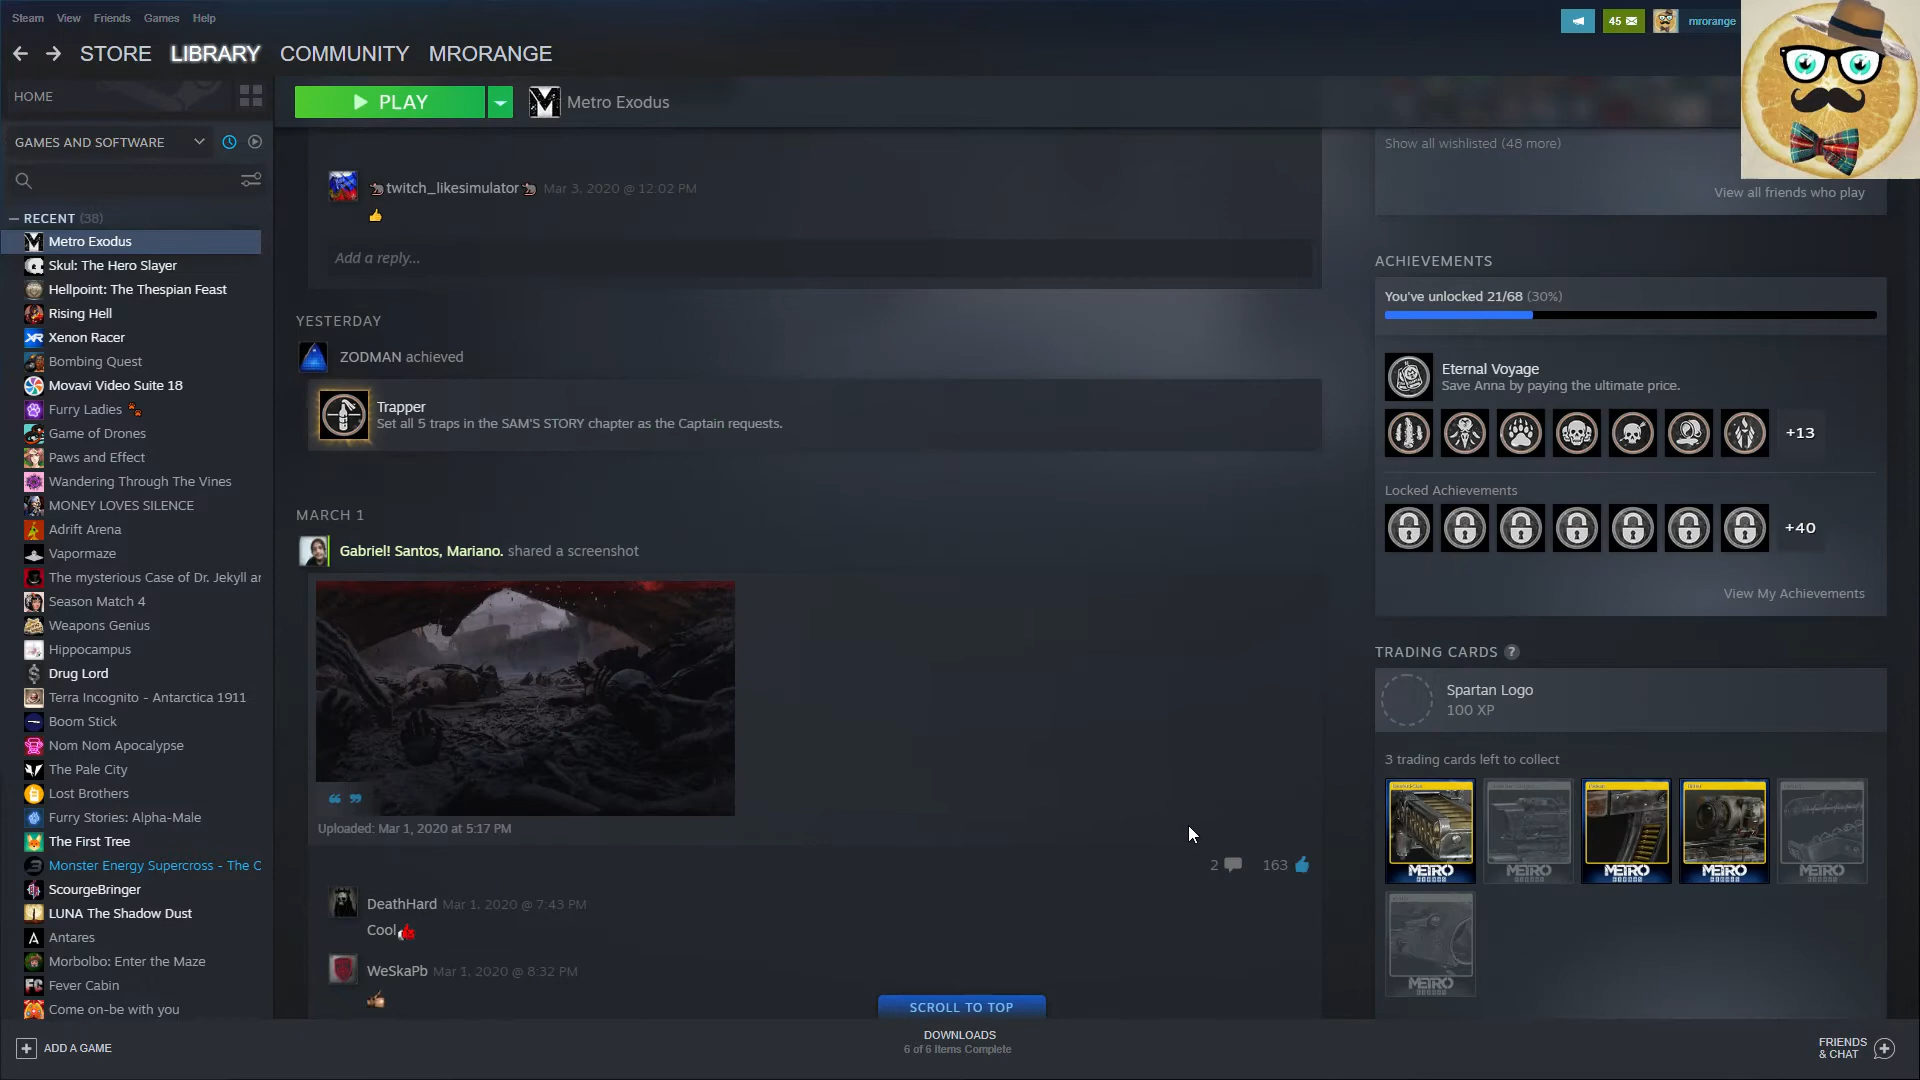 Steam View Friends Games Help
45
mrorange
STORE LIBRARY COMMUNITY MRORANGE
HOME
PLAY
Metro Exodus
GAMES AND SOFTWARE
RECENT (38)
Metro Exodus
Skul: The Hero Slayer
Hellpoint: The Thespian Feast
Rising Hell
Xenon Racer
Bombing Quest
Movavi Video Suite 18
Furry Ladies
Game of Drones
Paws and Effect
Wandering Through The Vines
MONEY LOVES SILENCE
Adrift Arena
Vapormaze
The mysterious Case of Dr. Jekyll ar
Season Match 4
Weapons Genius
Hippocampus
Drug Lord
Terra Incognito - Antarctica 1911
Boom Stick
Nom Nom Apocalypse
The Pale City
Lost Brothers
Furry Stories: Alpha-Male
The First Tree
Monster Energy Supercross - The C
ScourgeBringer
LUNA The Shadow Dust
Antares
Morbolbo: Enter the Maze
Fever Cabin
Come on-be with you
ADD A GAME
twitch_likesimulator Mar 3, 2020 @ 12:02 PM
Add a reply...
YESTERDAY
ZODMAN achieved
Trapper
Set all 5 traps in the SAM'S STORY chapter as the Captain requests.
MARCH 1
Gabriel! Santos, Mariano. shared a screenshot
Uploaded: Mar 1, 2020 at 5:17 PM
2 163
DeathHard Mar 1, 2020 @ 7:43 PM
Cool
WeSkaPb Mar 1, 2020 @ 8:32 PM
SCROLL TO TOP
DOWNLOADS
6 of 6 Items Complete
Show all wishlisted (48 more)
View all friends who play
ACHIEVEMENTS
You've unlocked 21/68 (30%)
Eternal Voyage
Save Anna by paying the ultimate price.
+13
Locked Achievements
+40
View My Achievements
TRADING CARDS ?
Spartan Logo
100 XP
3 trading cards left to collect
METRO METRO METRO METRO METRO
METRO
FRIENDS
& CHAT